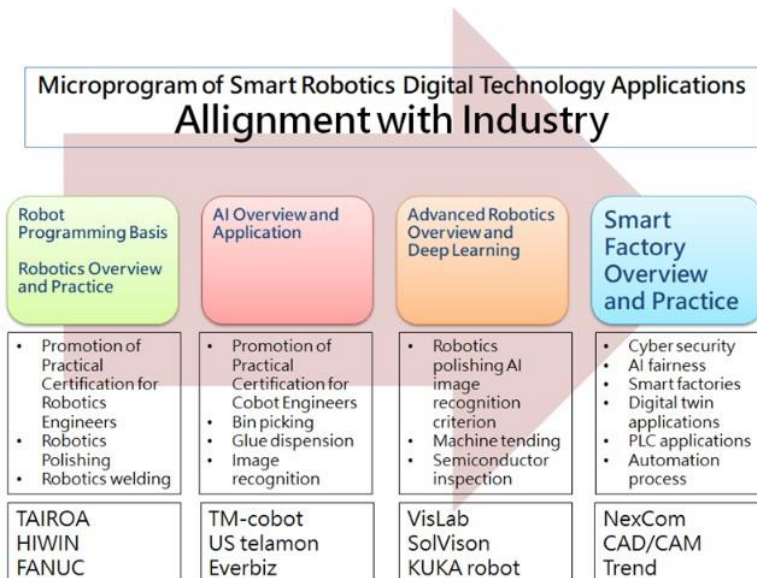 Microprogram of Smart Robotics Digital Technology Applications
Allignment with Industry
Robot
Programming Basis
Robotics Overview
and Practice
AI Overview and
Application
Advanced Robotics
Overview and
Deep Learning
Smart
Factory
Overview
and Practice
• Promotion of
Practical
Certification for
Robotics
Engineers
• Robotics
Polishing
• Robotics welding
• Promotion of
Practical
Certification for
Cobot Engineers
• Bin picking
• Glue dispension
• Image
recognition
• Robotics
polishing AI
image
recognition
criterion
• Machine tending
• Semiconductor
inspection
• Cyber security
• AI fairness
• Smart factories
• Digital twin
applications
• PLC applications
• Automation
process
TAIROA
HIWIN
FANUC
TM-cobot
US telamon
Everbiz
VisLab
SolVison
KUKA robot
NexCom
CAD/CAM
Trend